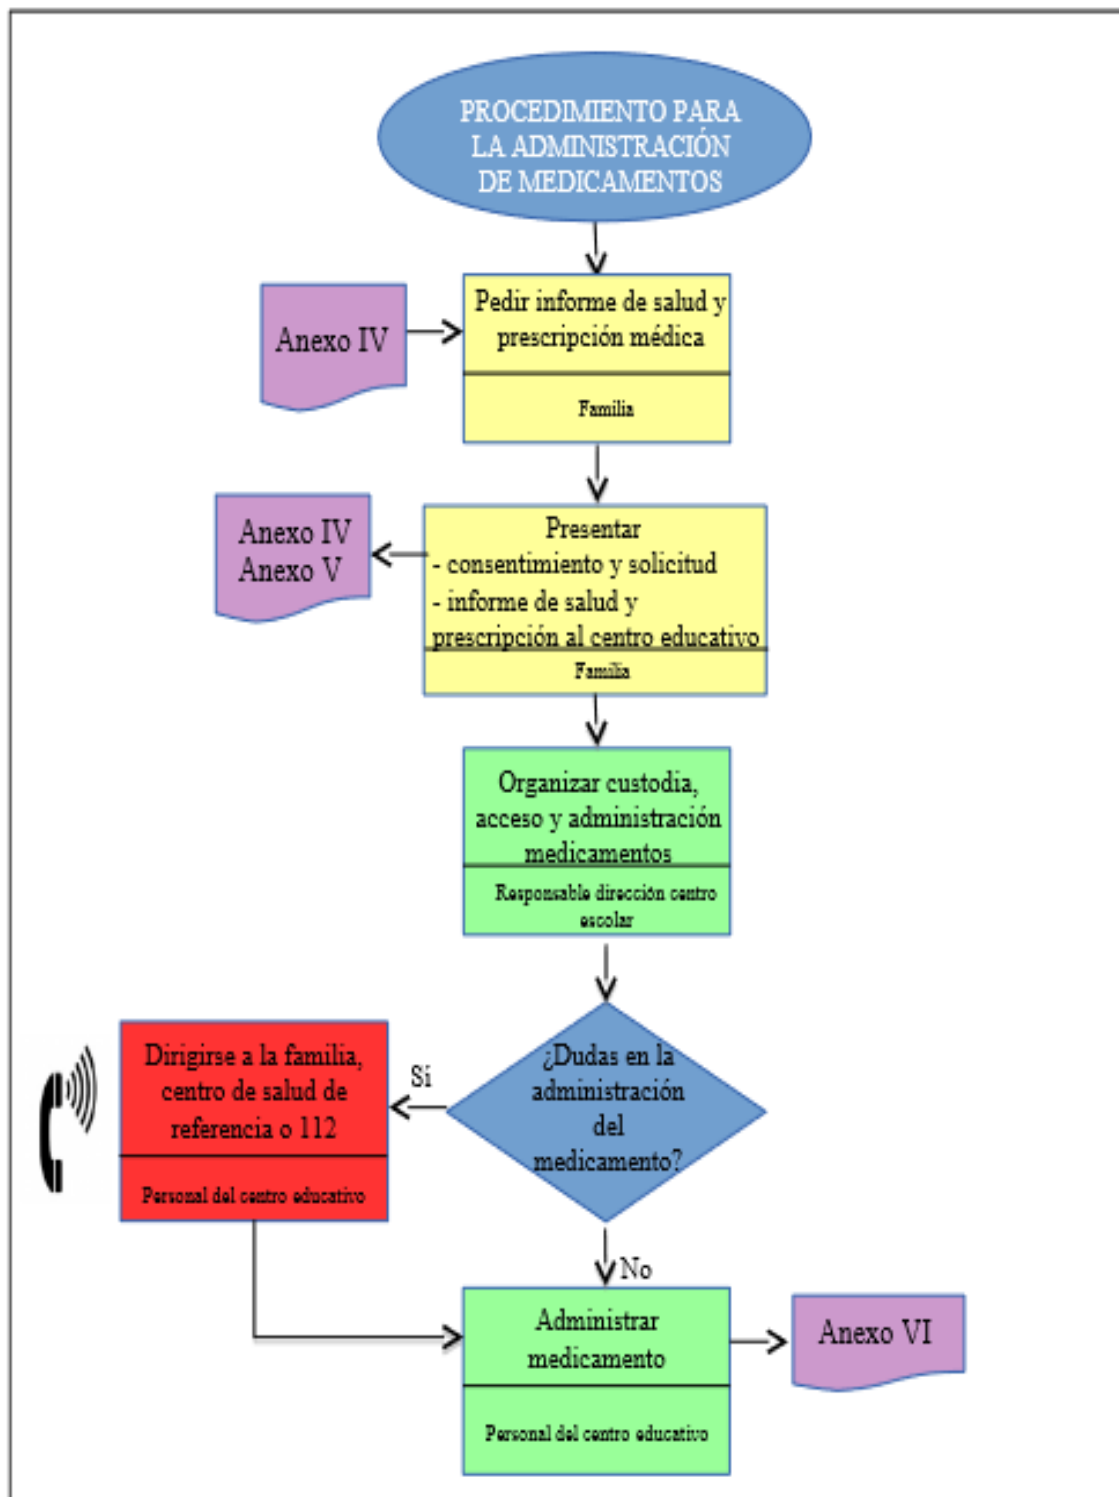 PROCEDIMIENTO PARA
LA ADMINISTRACIÓN
DE MEDICAMENTOS
Anexo IV
Pedir informe de salud y
prescripción médica
Familia
Anexo IV
Anexo V
Presentar
- consentimiento y solicitud
- informe de salud y
prescripción al centro educativo
Familia
Organizar custodia,
acceso y administración
medicamentos
Responsable dirección centro
escolar
¿Dudas en la
administración
del
medicamento?
Si
Dirigirse a la familia,
centro de salud de
referencia o 112
Personal del centro educativo
No
Administrar
medicamento
Personal del centro educativo
Anexo VI